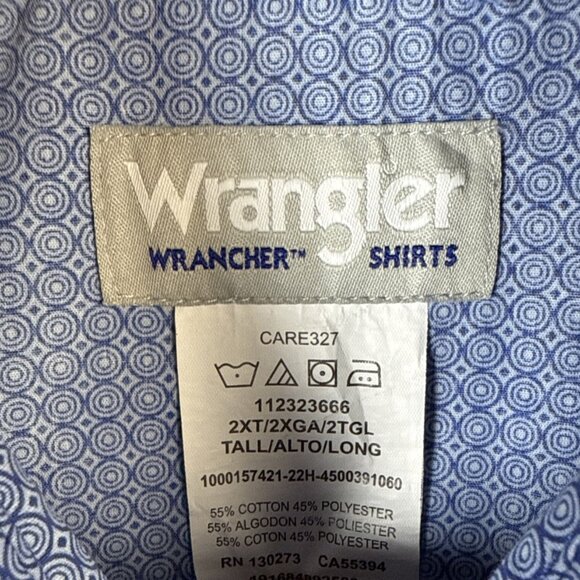 Wrangler
WRANCHER™ SHIRTS
CARE327
112323666
2XT/2XGA/2TGL
TALL/ALTO/LONG
1000157421-22H-4500391060
55% COTTON 45% POLYESTER
55% ALGODON 45% POLIESTER
55% COTON 45% POLYESTER
RN 130273 CA55394